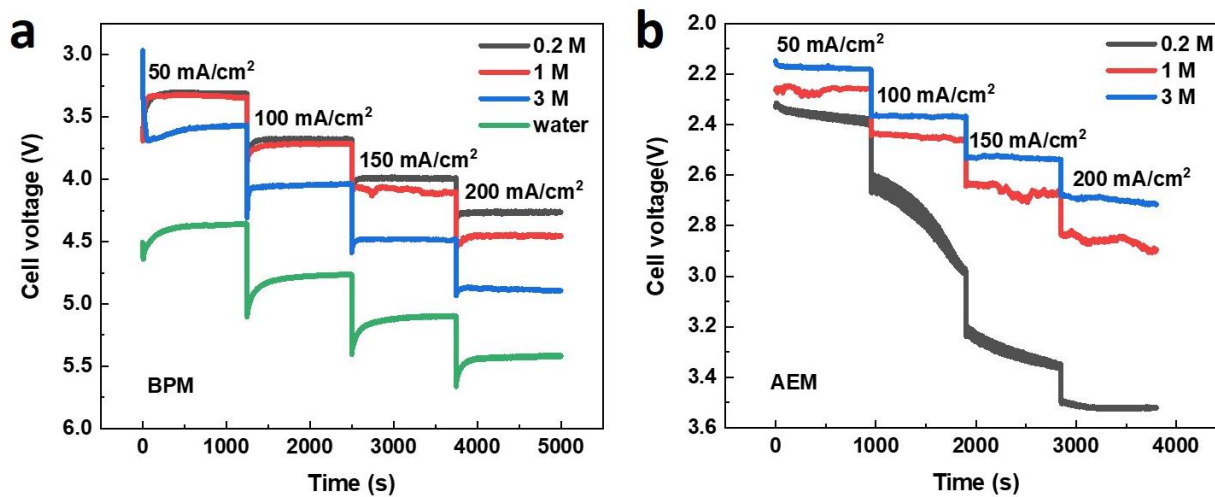 a
50 mA/cm²
100 mA/cm²
150 mA/cm²
200 mA/cm²
0.2 M
1 M
3 M
water
BPM
Cell voltage (V)
3.0
3.5
4.0
4.5
5.0
5.5
6.0
0 1000 2000 3000 4000 5000
Time (s)
b
50 mA/cm²
100 mA/cm²
150 mA/cm²
200 mA/cm²
0.2 M
1 M
3 M
AEM
Cell voltage(V)
2.0
2.2
2.4
2.6
2.8
3.0
3.2
3.4
3.6
0 1000 2000 3000 4000
Time (s)